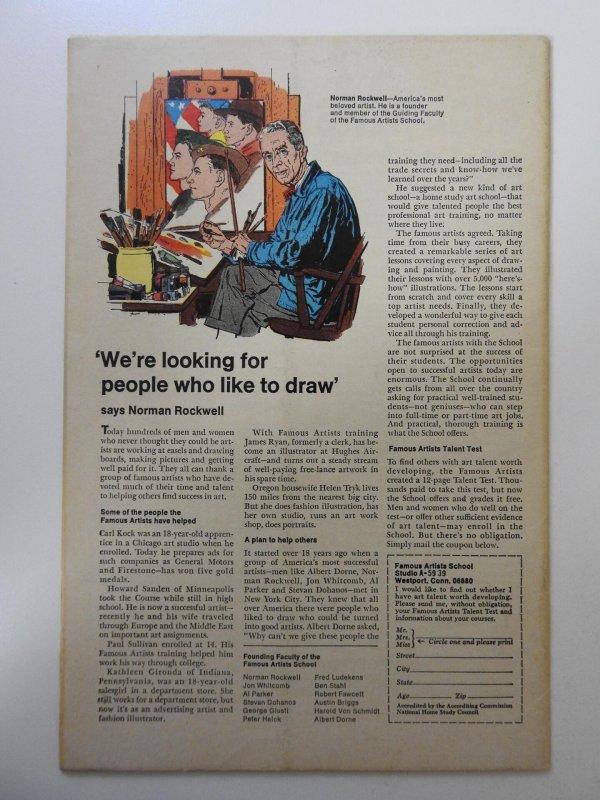 Norman Rockwell—America's most
beloved artist. He is a founder
and member of the Guiding Faculty
of the Famous Artists School.
'We're looking for
people who like to draw'
says Norman Rockwell
Today hundreds of men and women
who never thought they could be art-
ists are working at easels and drawing
boards, making pictures and getting
well paid for it. They all can thank a
group of famous artists who have de-
voted much of their time and talent
to helping others find success in art.
Some of the people the
Famous Artists have helped
Carl Kock was an 18-year-old appren-
tice in a Chicago art studio when he
enrolled. Today he prepares ads for
such companies as General Motors
and Firestone—has won five gold
medals.
Howard Sanden of Minneapolis
took the Course while still in high
school. He is now a successful artist—
recently he and his wife traveled
through Europe and the Middle East
on important art assignments.
Paul Sullivan enrolled at 14. His
Famous Artists training helped him
work his way through college.
Kathleen Gironda of Indiana,
Pennsylvania, was an 18-year-old
salesgirl in a department store. She
still works for a department store, but
now it's as an advertising artist and
fashion illustrator.
With Famous Artists training
James Ryan, formerly a clerk, has be-
come an illustrator at Hughes Air-
craft—and turns out a steady stream
of well-paying free-lance artwork in
his spare time.
Oregon housewife Helen Tryk lives
150 miles from the nearest big city.
But she does fashion illustration, has
her own studio, runs an art work
shop, does portraits.
A plan to help others
It started over 18 years ago when a
group of America's most successful
artists—men like Albert Dorne, Nor-
man Rockwell, Jon Whitcomb, Al
Parker and Stevan Dohanos—met in
New York City. They knew that all
over America there were people who
liked to draw who could be turned
into good artists. Albert Dorne asked,
"Why can't we give these people the
Founding Faculty of the
Famous Artists School
Norman Rockwell
Jon Whitcomb
Al Parker
Stevan Dohanos
George Giusti
Peter Helck
Fred Ludekens
Ben Stahl
Robert Fawcett
Austin Briggs
Harold Von Schmidt
Albert Dorne
training they need—including all the
trade secrets and know-how we've
learned over the years?"
He suggested a new kind of art
school—a home study art school—that
would give talented people the best
professional art training, no matter
where they live.
The famous artists agreed. Taking
time from their busy careers, they
created a remarkable series of art
lessons covering every aspect of draw-
ing and painting. They illustrated
their lessons with over 5,000 "here's-
how" illustrations. The lessons start
from scratch and cover every skill a
top artist needs. Finally, they de-
veloped a wonderful way to give each
student personal correction and ad-
vice all through his training.
The famous artists with the School
are not surprised at the success of
their students. The opportunities
open to successful artists today are
enormous. The School continually
gets calls from all over the country
asking for practical well-trained stu-
dents—not geniuses—who can step
into full-time or part-time art jobs.
And practical, thorough training is
what the School offers.
Famous Artists Talent Test
To find others with art talent worth
developing, the Famous Artists
created a 12-page Talent Test. Thou-
sands paid to take this test, but now
the School offers and grades it free.
Men and women who do well on the
test—or offer other sufficient evidence
of art talent—may enroll in the
School. But there's no obligation.
Simply mail the coupon below.
Famous Artists School
Studio A-5939
Westport, Conn. 06880
I would like to find out whether I
have art talent worth developing.
Please send me, without obligation,
your Famous Artists Talent Test and
information about your courses.
Mr.
Mrs. ← Circle one and please print
Miss
Street
City
State
Age Zip
Accredited by the Accrediting Commission
National Home Study Council